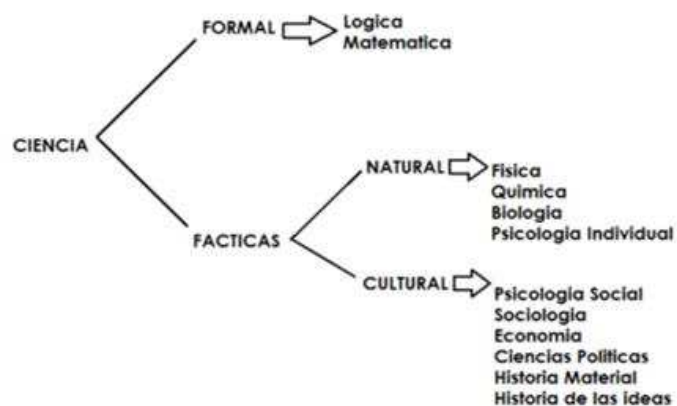 FORMAL
Logica
Matematica
CIENCIA
NATURAL
Fisica
Quimica
Biologia
Psicologia Individual
FACTICAS
CULTURAL
Psicologia Social
Sociologia
Economia
Ciencias Politicas
Historia Material
Historia de las ideas